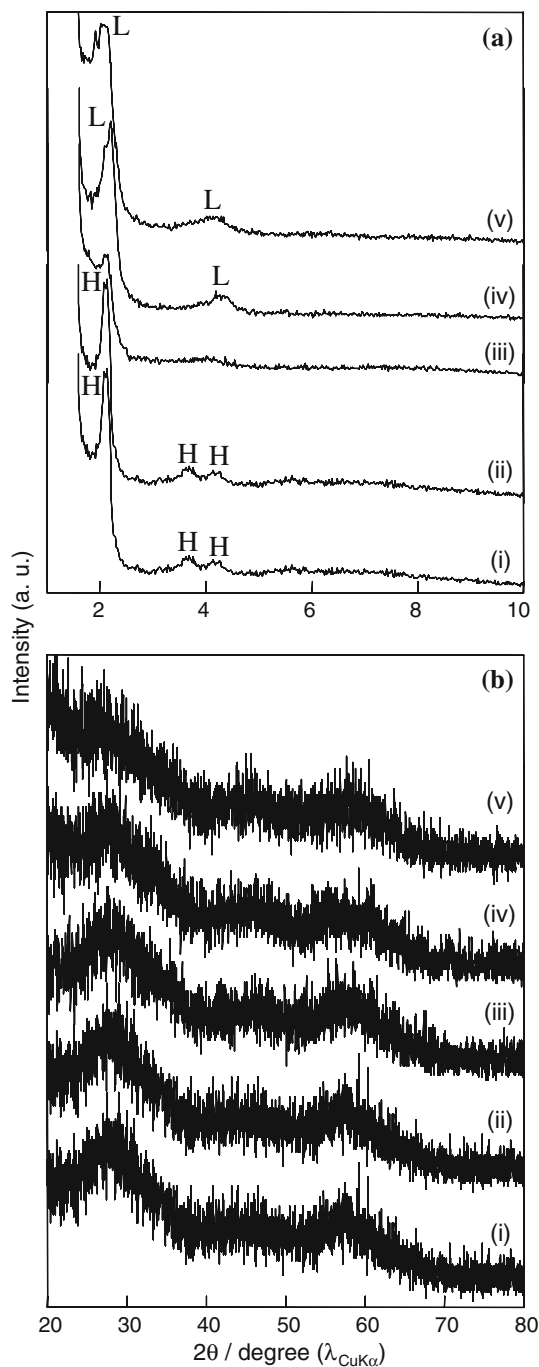 (a)
L
L
L
(v)
L
(iv)
H
(iii)
H
H H
(ii)
H H
(i)
2 4 6 8 10
Intensity (a. u.)
(b)
(v)
(iv)
(iii)
(ii)
(i)
20 30 40 50 60 70 80
2θ / degree (λCuKα)